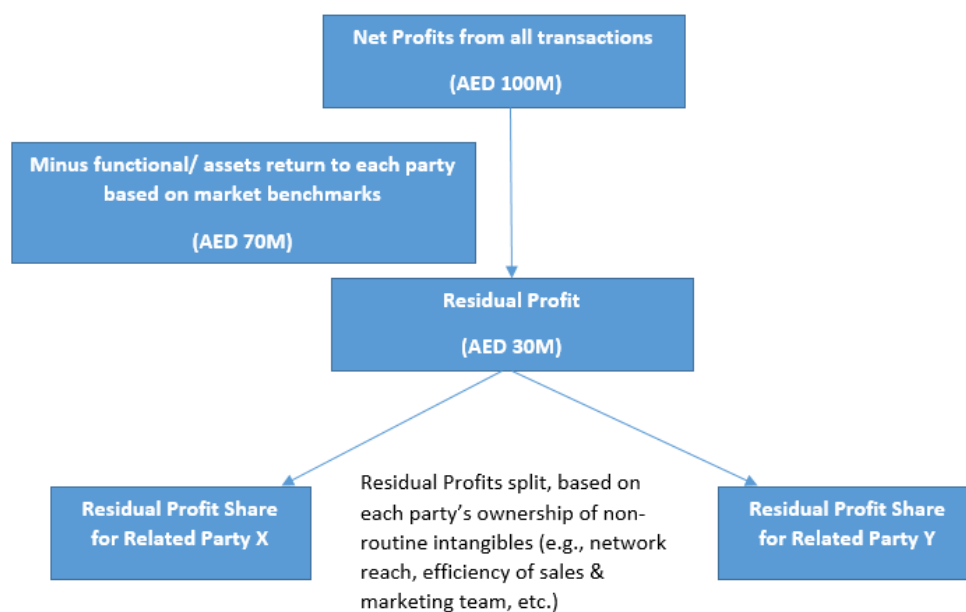 Net Profits from all transactions
(AED 100M)
Minus functional/ assets return to each party
based on market benchmarks
(AED 70M)
Residual Profit
(AED 30M)
Residual Profit Share
for Related Party X
Residual Profits split, based on
each party's ownership of non-
routine intangibles (e.g., network
reach, efficiency of sales &
marketing team, etc.)
Residual Profit Share
for Related Party Y